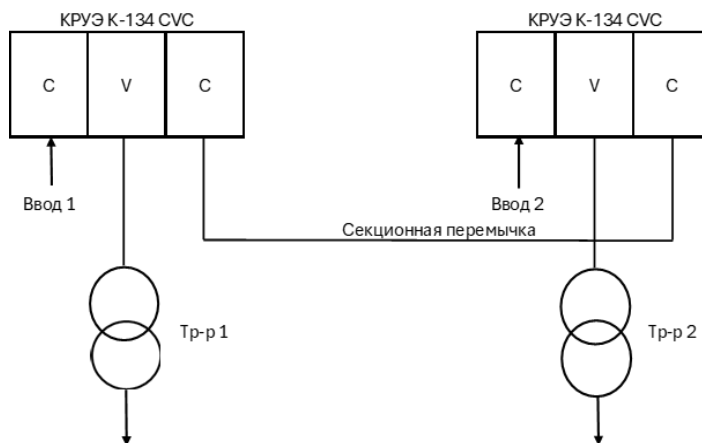 КРУЭ К-134 CVC
КРУЭ К-134 CVC
C
V
C
C
V
C
Ввод 1
Ввод 2
Секционная перемычка
Тр-р 1
Тр-р 2